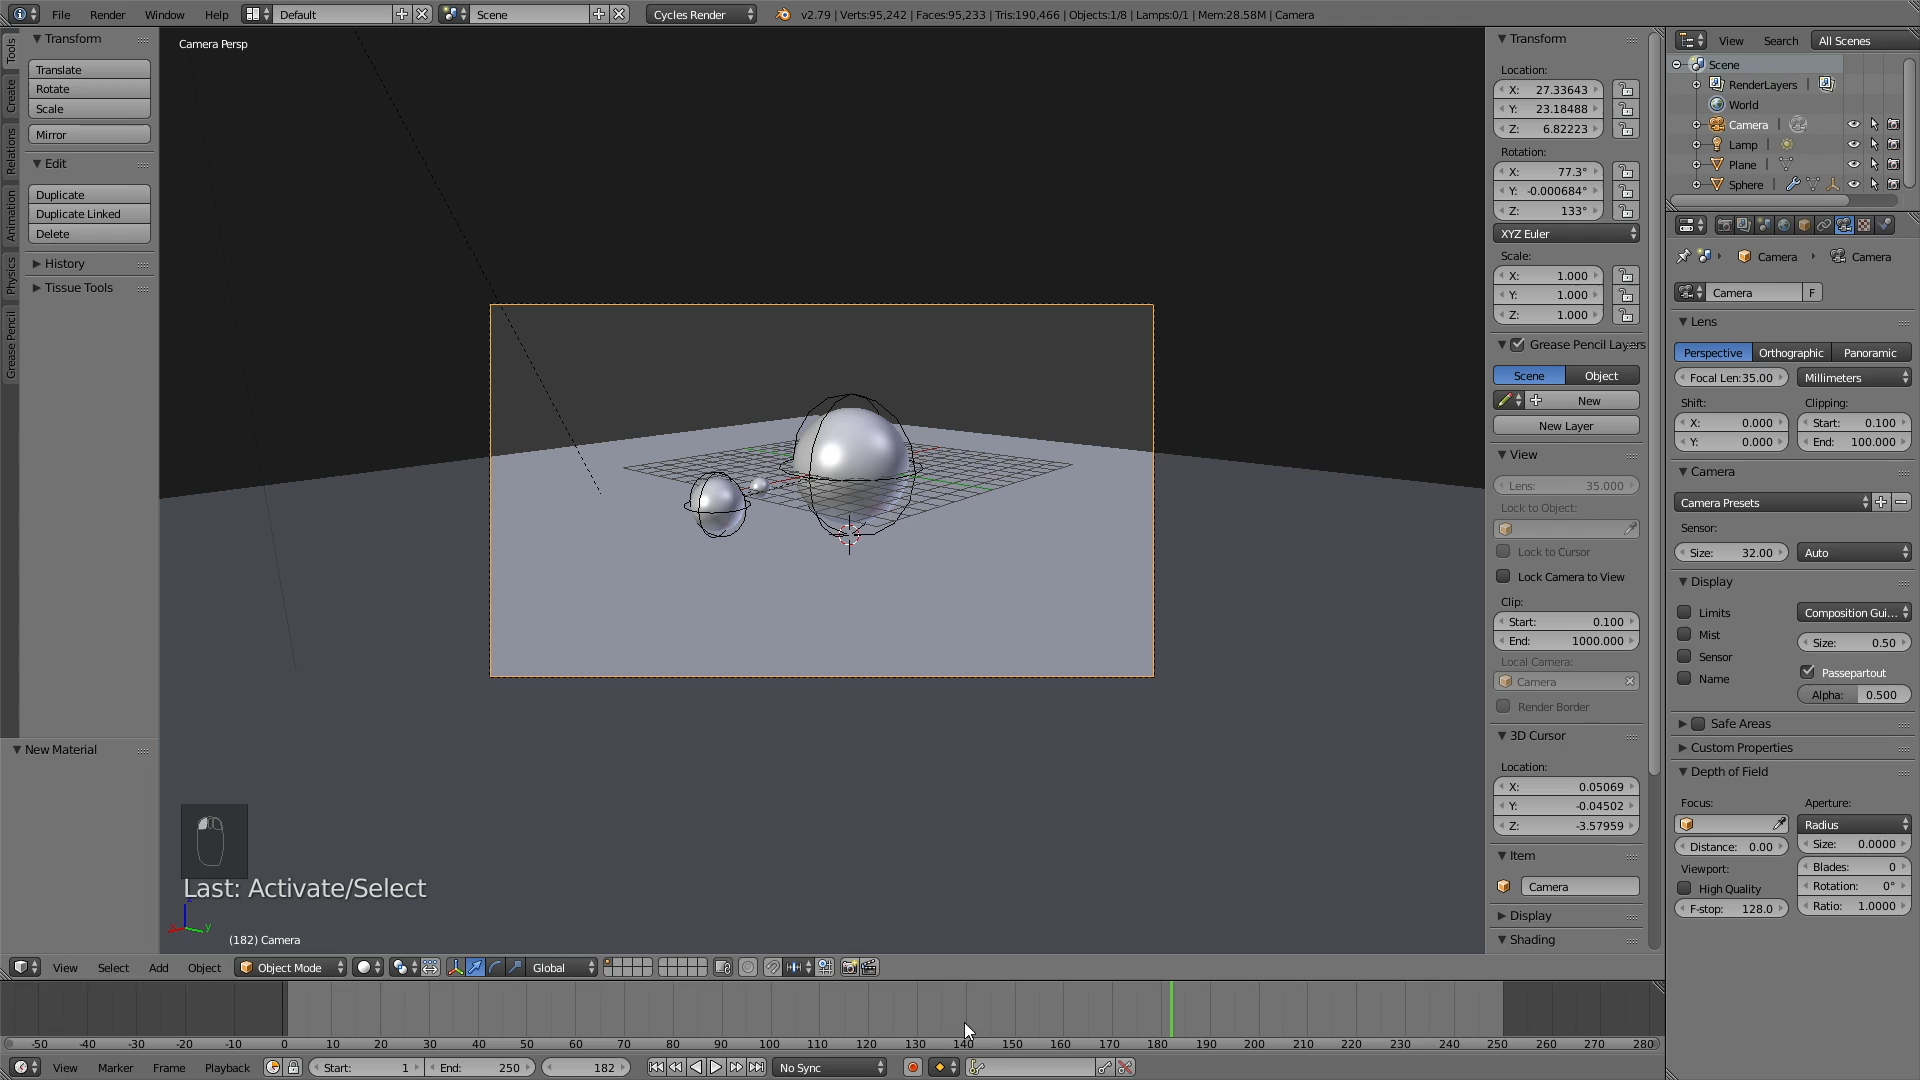 File Render Window Help Default Scene Cycles Render v2.79 | Verts:95,242 | Faces:95,233 | Tris:190,466 | Objects:1/8 | Lamps:0/1 | Mem:28.58M | Camera
Tools
Create
Relations
Animation
Physics
Grease Pencil
Transform
Translate
Rotate
Scale
Mirror
Edit
Duplicate
Duplicate Linked
Delete
History
Tissue Tools
New Material
Camera Persp
Last: Activate/Select
x y
(182) Camera
Transform
Location:
X: 27.33643
Y: 23.18488
Z: 6.82223
Rotation:
X: 77.3°
Y: -0.000684°
Z: 133°
XYZ Euler
Scale:
X: 1.000
Y: 1.000
Z: 1.000
Grease Pencil Layers
Scene Object
New
New Layer
View
Lens: 35.000
Lock to Object:
Lock to Cursor
Lock Camera to View
Clip:
Start: 0.100
End: 1000.000
Local Camera:
Camera
Render Border
3D Cursor
Location:
X: 0.05069
Y: -0.04502
Z: -3.57959
Item
Camera
Display
Shading
View Search All Scenes
Scene
RenderLayers
World
Camera
Lamp
Plane
Sphere
Camera Camera
Camera F
Lens
Perspective Orthographic Panoramic
Focal Len:35.00 Millimeters
Shift: Clipping:
X: 0.000 Start: 0.100
Y: 0.000 End: 100.000
Camera
Camera Presets
Sensor:
Size: 32.00 Auto
Display
Limits Composition Gui...
Mist Size: 0.50
Sensor Passepartout
Name Alpha: 0.500
Safe Areas
Custom Properties
Depth of Field
Focus: Aperture:
Radius
Distance: 0.00 Size: 0.0000
Viewport: Blades: 0
High Quality Rotation: 0°
F-stop: 128.0 Ratio: 1.0000
View Select Add Object Object Mode Global
-50 -40 -30 -20 -10 0 10 20 30 40 50 60 70 80 90 100 110 120 130 140 150 160 170 180 190 200 210 220 230 240 250 260 270 280
View Marker Frame Playback Start: 1 End: 250 182 No Sync